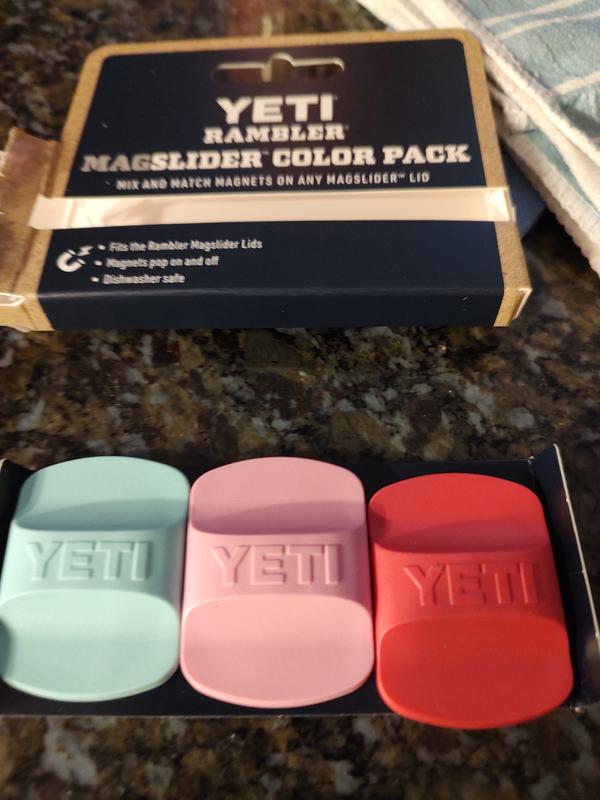 YETI
RAMBLER
MAGSLIDER COLOR PACK
MIX AND MATCH MAGNETS ON ANY MAGSLIDER™ LID
- Fits the Rambler Magslider Lids
- Magnets pop on and off
- Dishwasher safe
YETI
YETI
YETI